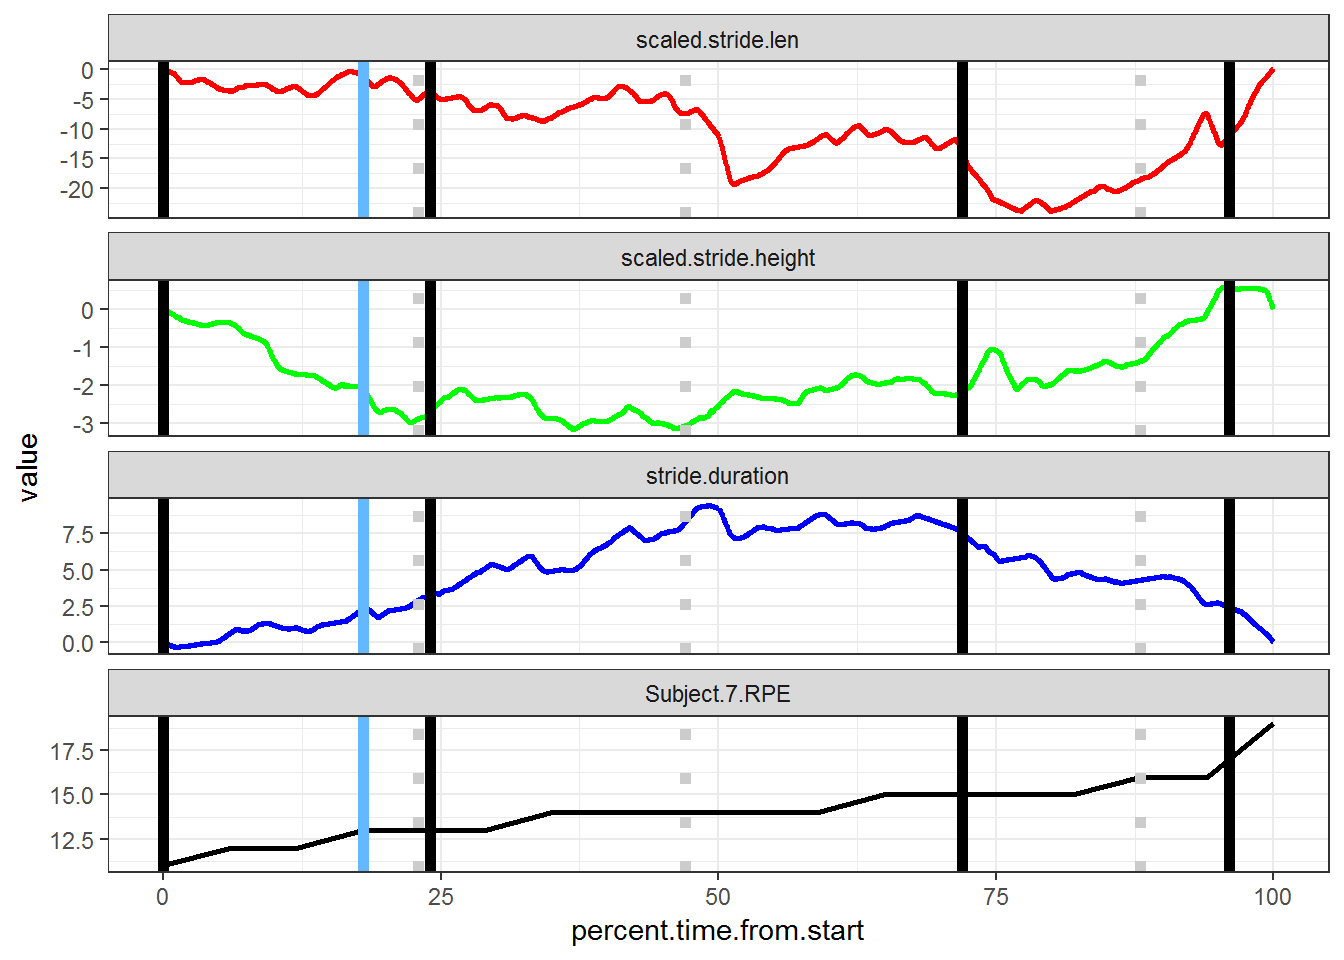 scaled.stride.len
0
-5
-10
-15
-20
scaled.stride.height
0
-1
-2
-3
value
stride.duration
7.5
5.0
2.5
0.0
Subject.7.RPE
17.5
15.0
12.5
0 25 50 75 100
percent.time.from.start